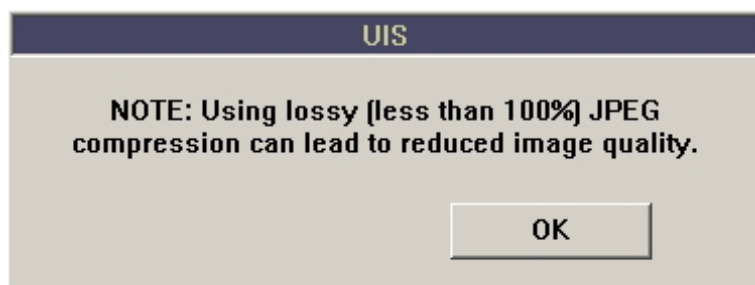 UIS
NOTE: Using lossy (less than 100%) JPEG
compression can lead to reduced image quality.
OK